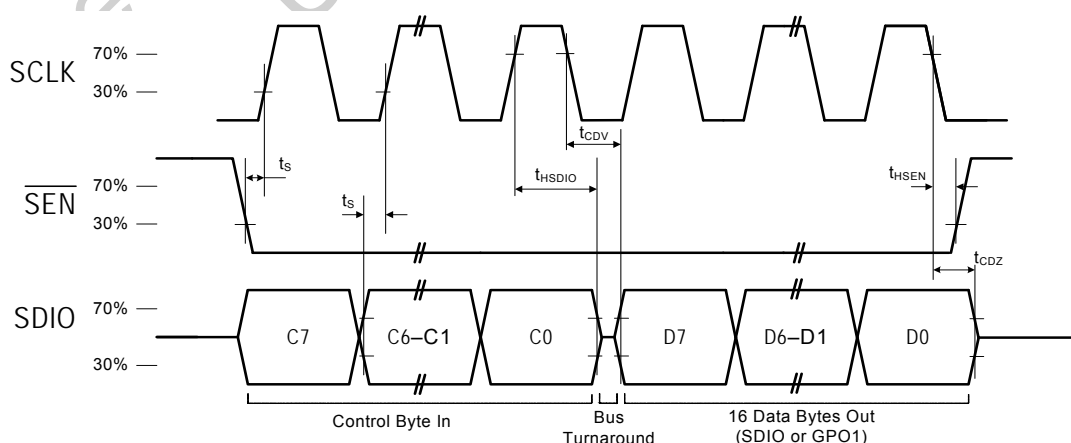 SCLK
70%
30%
tCDV
tS
tHSDIO
tHSEN
SEN
70%
30%
tS
tCDZ
SDIO
70%
30%
C7
C6–C1
C0
D7
D6–D1
D0
Control Byte In
Bus
Turnaround
16 Data Bytes Out
(SDIO or GPO1)